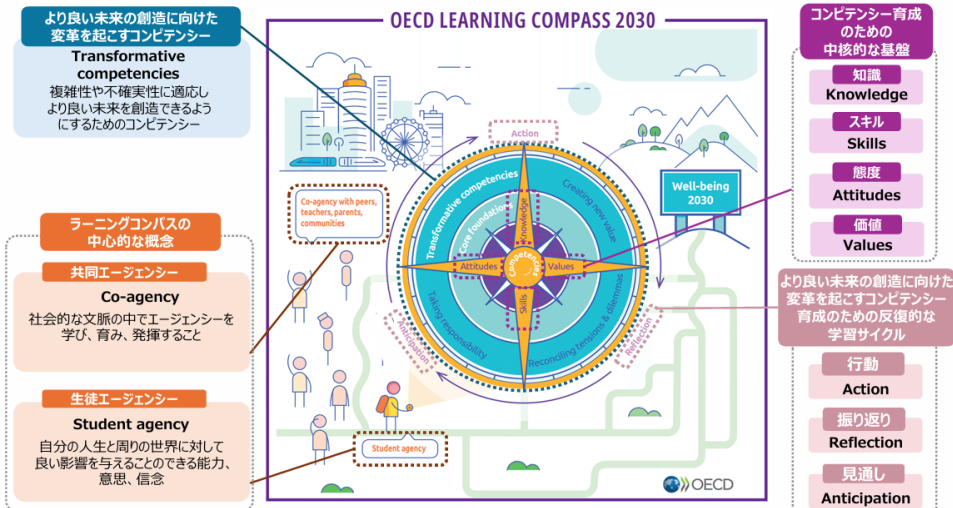 OECD LEARNING COMPASS 2030
より良い未来の創造に向けた
変革を起こすコンピテンシー
Transformative
competencies
複雑性や不確実性に適応し
より良い未来を創造できるよう
にするためのコンピテンシー
ラーニングコンパスの
中心的な概念
共同エージェンシー
Co-agency
社会的な文脈の中でエージェンシーを
学び、育み、発揮すること
生徒エージェンシー
Student agency
自分の人生と周りの世界に対して
良い影響を与えることのできる能力、
意思、信念
Co-agency with peers,
teachers, parents,
communities
Student agency
Action
Reflection
Anticipation
Transformative competencies
Core foundations
Creating new value
Reconciling tensions & dilemmas
Taking responsibility
Knowledge
Values
Skills
Attitudes
Competencies
Well-being
2030
OECD
コンピテンシー育成
のための
中核的な基盤
知識
Knowledge
スキル
Skills
態度
Attitudes
価値
Values
より良い未来の創造に向けた
変革を起こすコンピテンシー
育成のための反復的な
学習サイクル
行動
Action
振り返り
Reflection
見通し
Anticipation